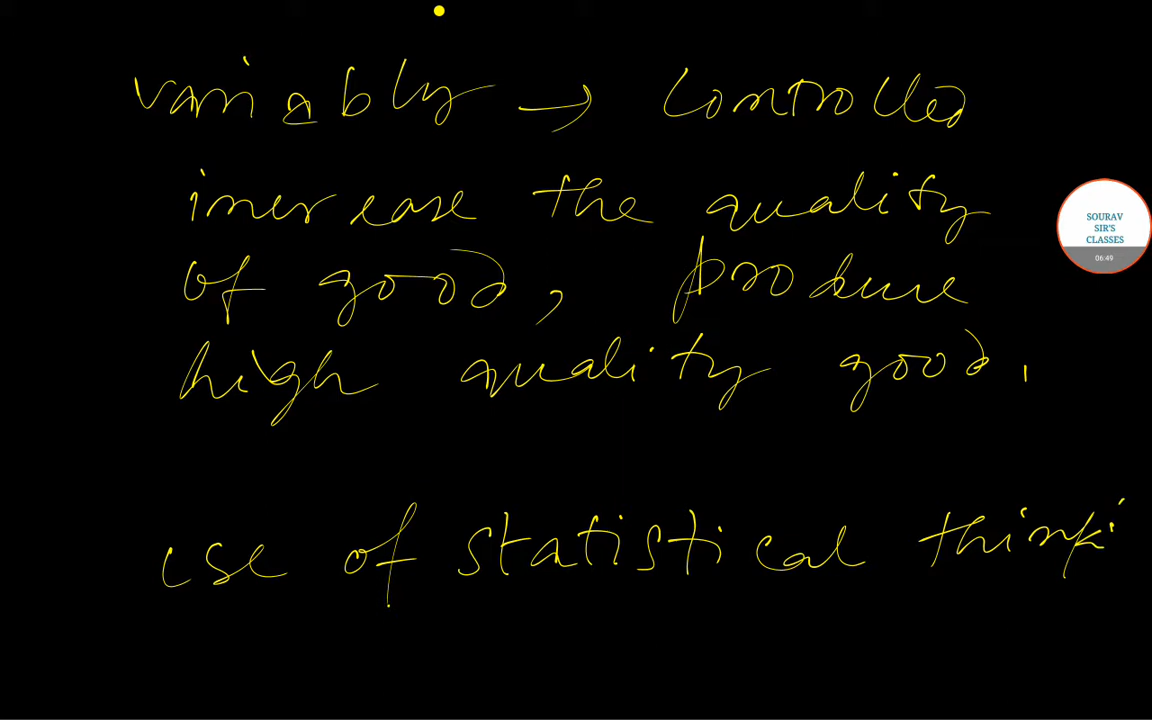 variably → controlled
increase the quality
of good, produce
high quality good.
use of statistical thinki
SOURAV
SIR'S
CLASSES
06:49